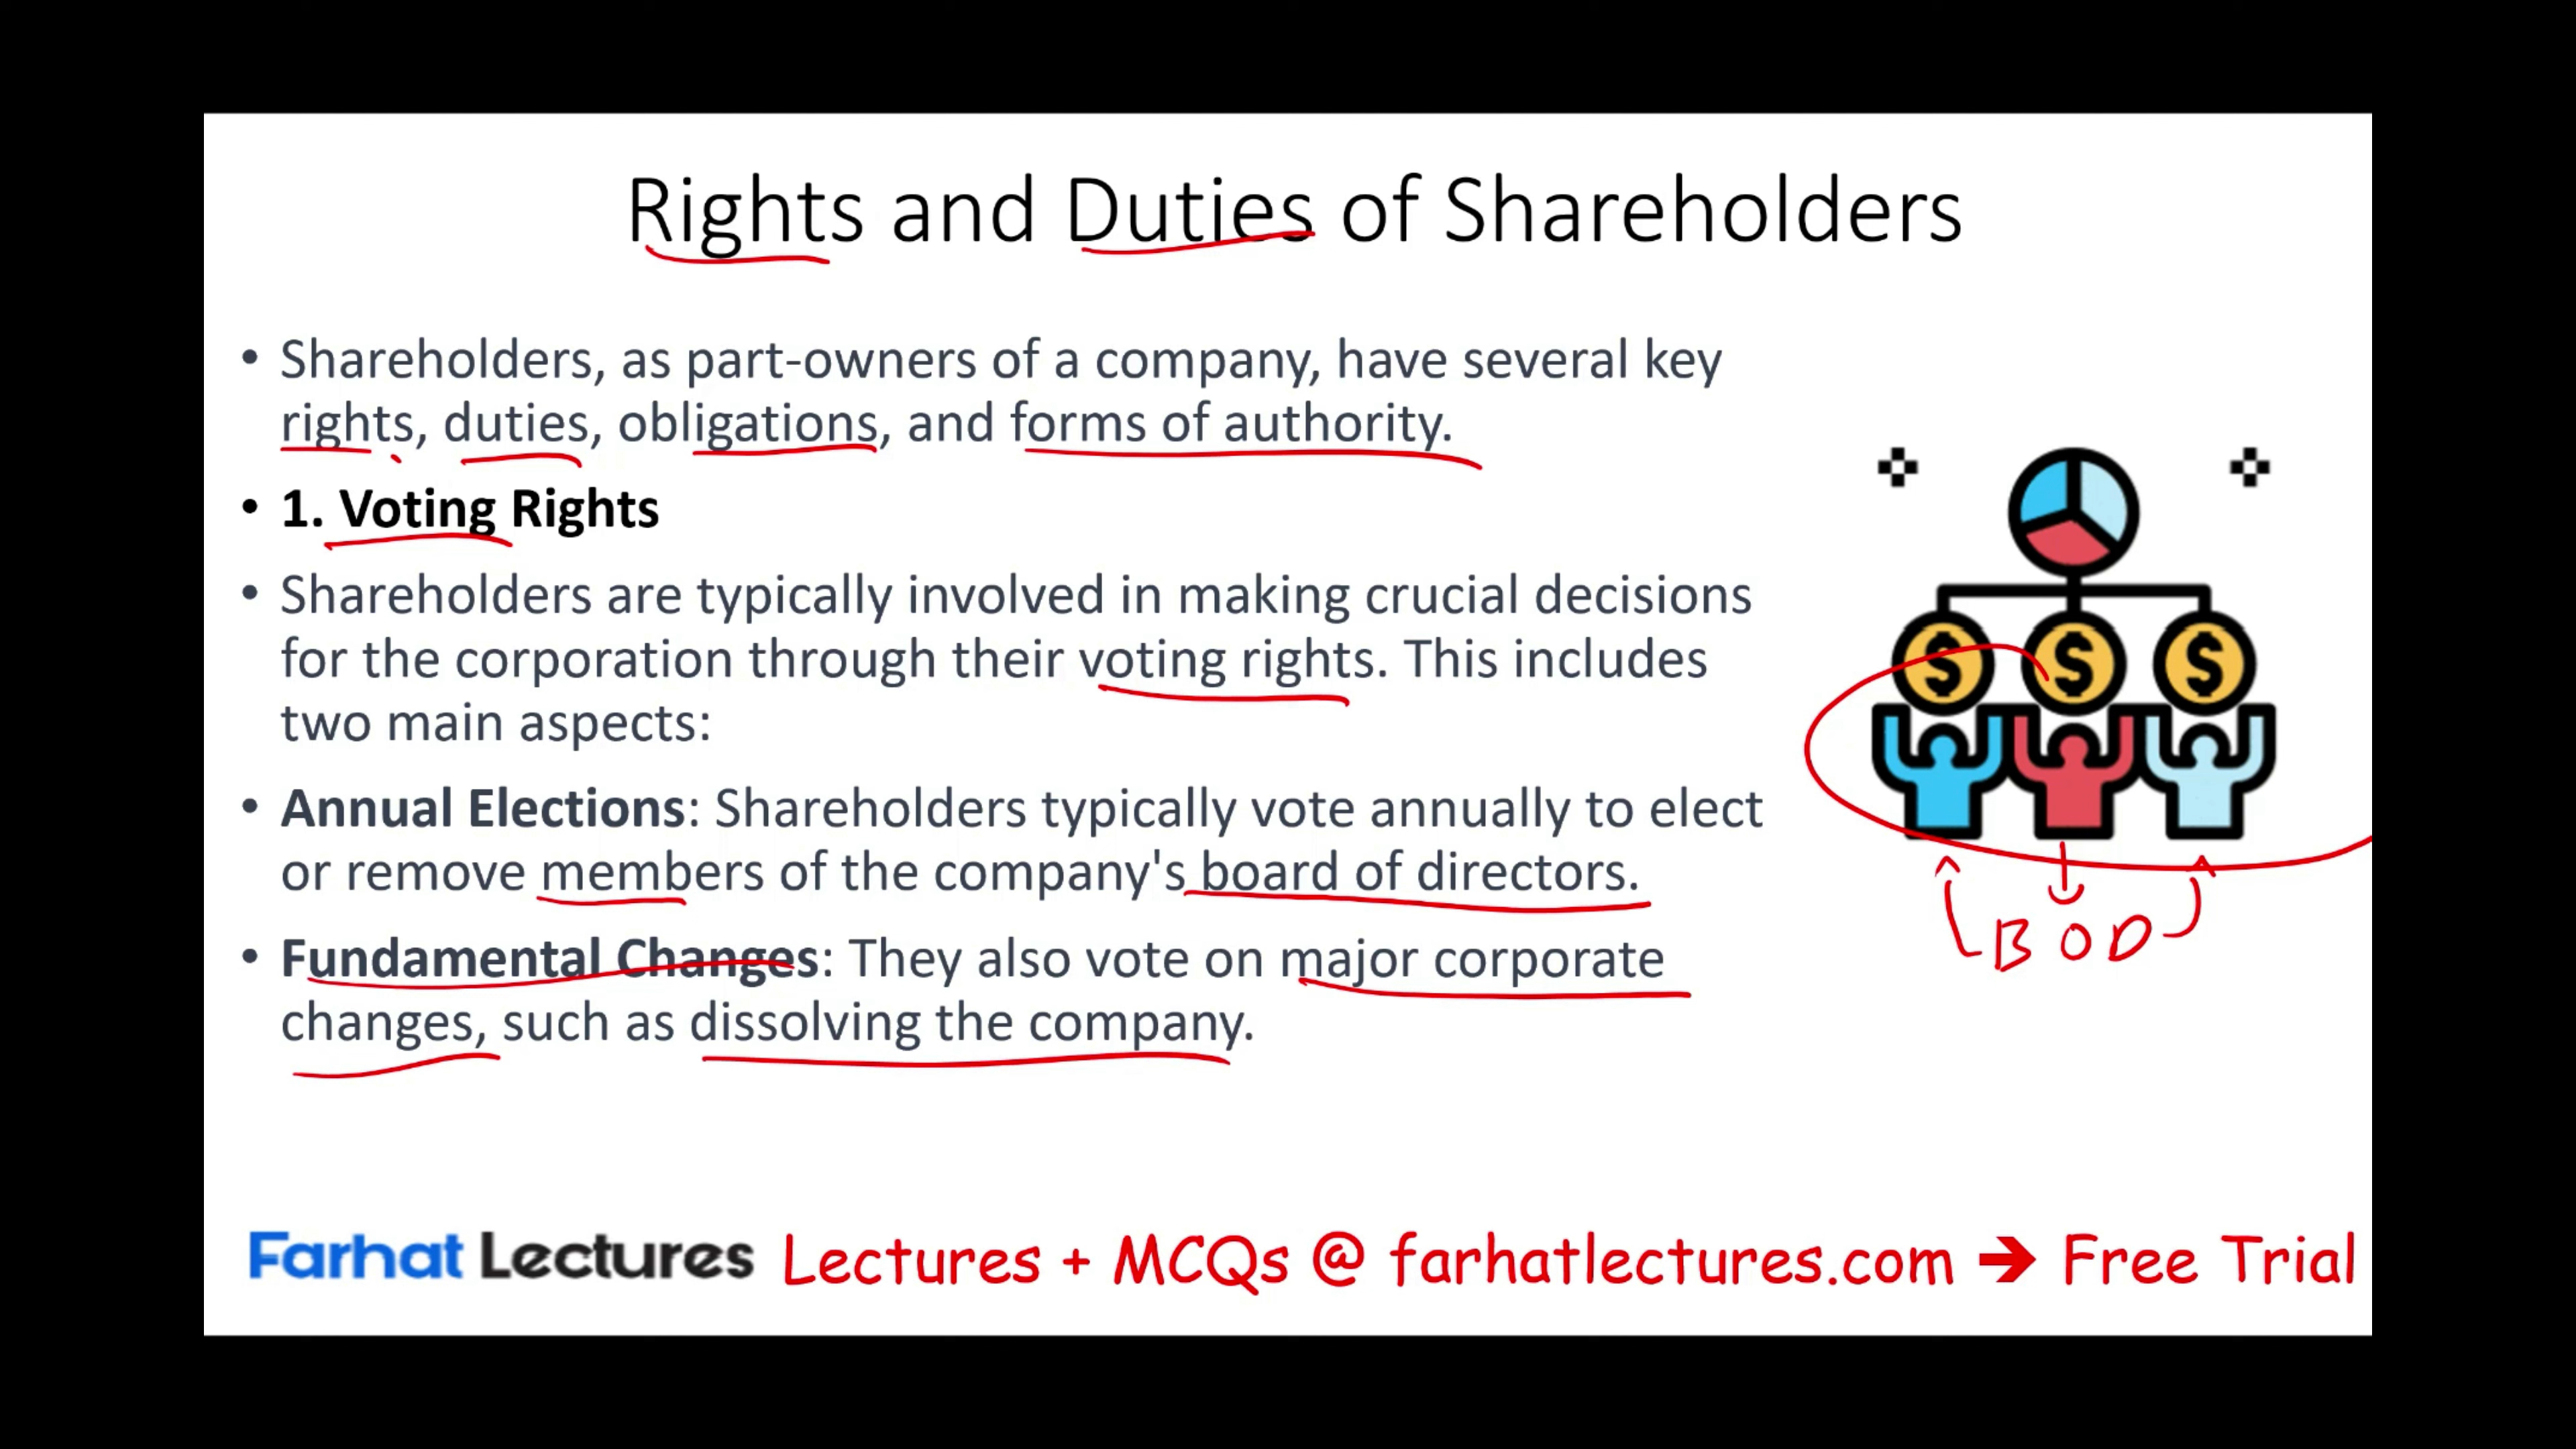 Rights and Duties of Shareholders
• Shareholders, as part-owners of a company, have several key
rights, duties, obligations, and forms of authority.
• 1. Voting Rights
• Shareholders are typically involved in making crucial decisions
for the corporation through their voting rights. This includes
two main aspects:
• Annual Elections: Shareholders typically vote annually to elect
or remove members of the company's board of directors.
• Fundamental Changes: They also vote on major corporate
changes, such as dissolving the company.
$ $ $
BOD
Farhat Lectures Lectures + MCQs @ farhatlectures.com ➔ Free Trial